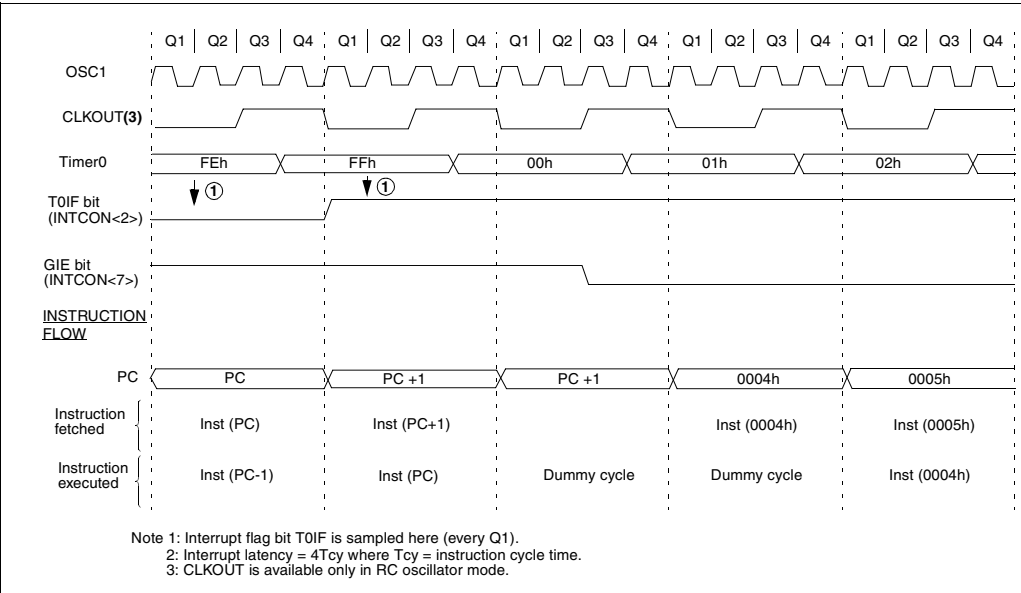 Q1 Q2 Q3 Q4 Q1 Q2 Q3 Q4 Q1 Q2 Q3 Q4 Q1 Q2 Q3 Q4 Q1 Q2 Q3 Q4
OSC1
CLKOUT(3)
Timer0 FEh FFh 00h 01h 02h
1 1
T0IF bit
(INTCON<2>)
GIE bit
(INTCON<7>)
INSTRUCTION
FLOW
PC PC PC +1 PC +1 0004h 0005h
Instruction
fetched Inst (PC) Inst (PC+1) Inst (0004h) Inst (0005h)
Instruction
executed Inst (PC-1) Inst (PC) Dummy cycle Dummy cycle Inst (0004h)
Note 1: Interrupt flag bit T0IF is sampled here (every Q1).
2: Interrupt latency = 4Tcy where Tcy = instruction cycle time.
3: CLKOUT is available only in RC oscillator mode.